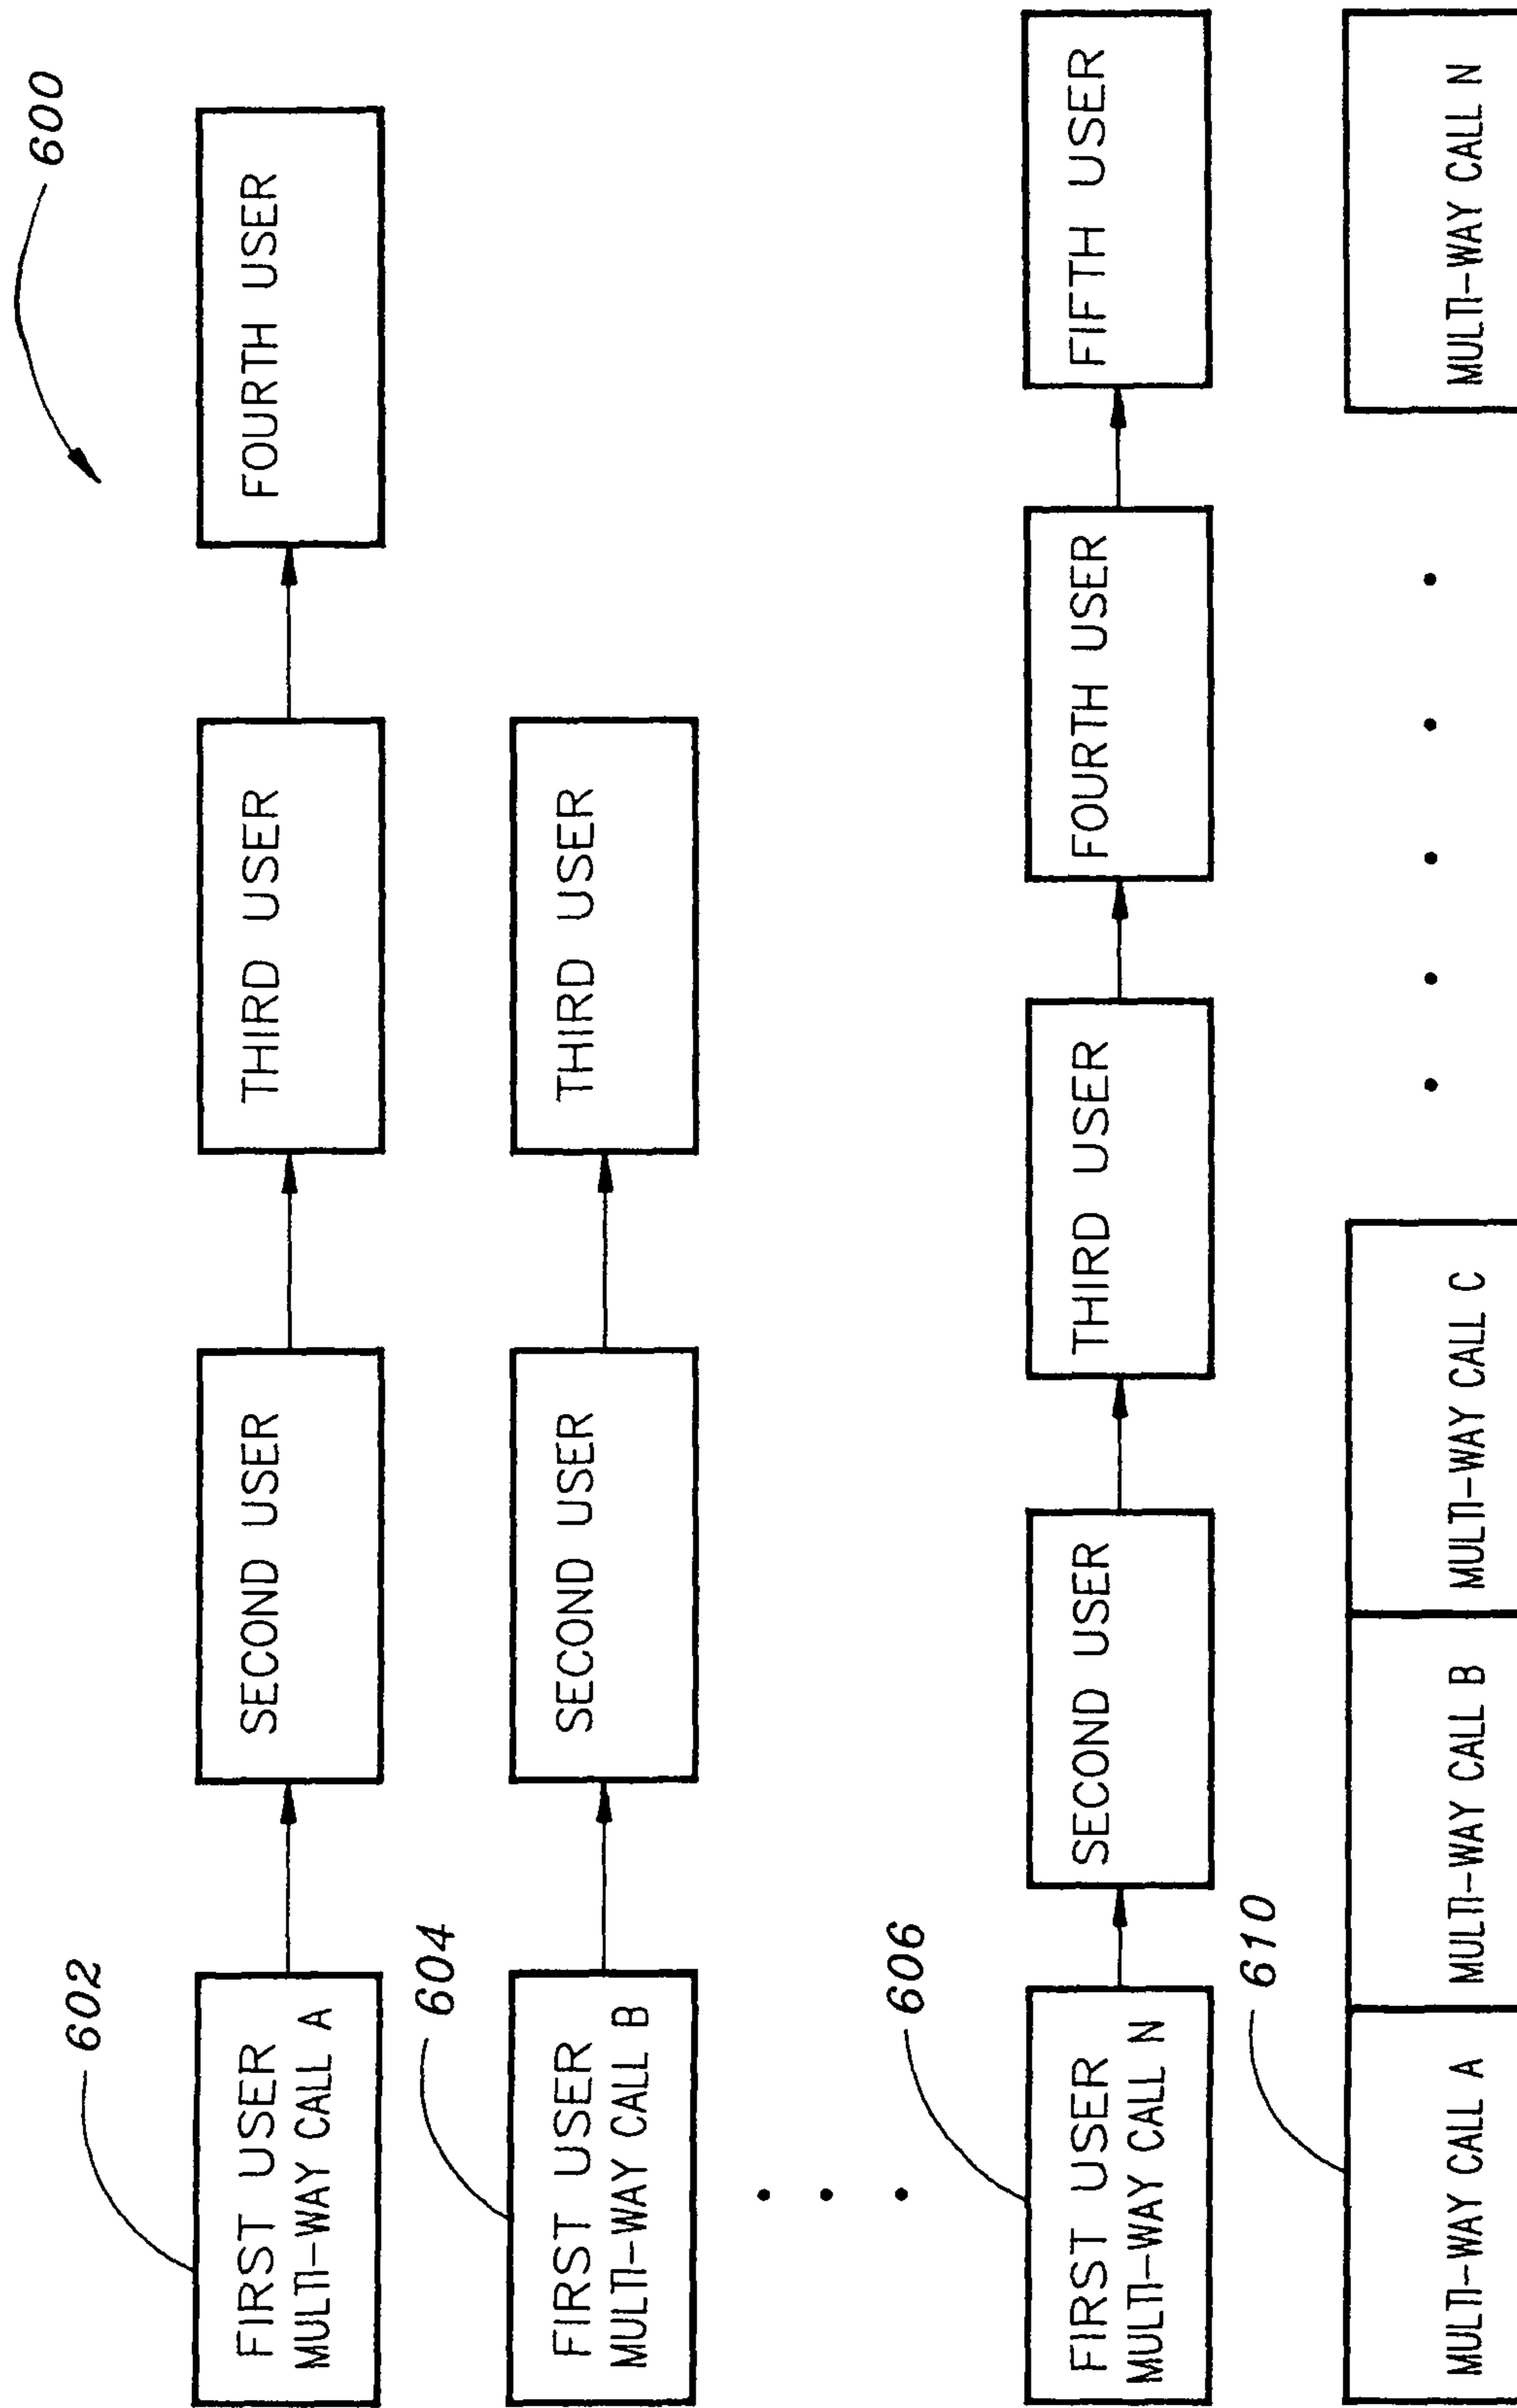 600
602
FIRST USER
MULTI-WAY CALL A
SECOND USER
THIRD USER
FOURTH USER
604
FIRST USER
MULTI-WAY CALL B
SECOND USER
THIRD USER
606
FIRST USER
MULTI-WAY CALL N
SECOND USER
THIRD USER
FOURTH USER
FIFTH USER
610
MULTI-WAY CALL A
MULTI-WAY CALL B
MULTI-WAY CALL C
MULTI-WAY CALL N